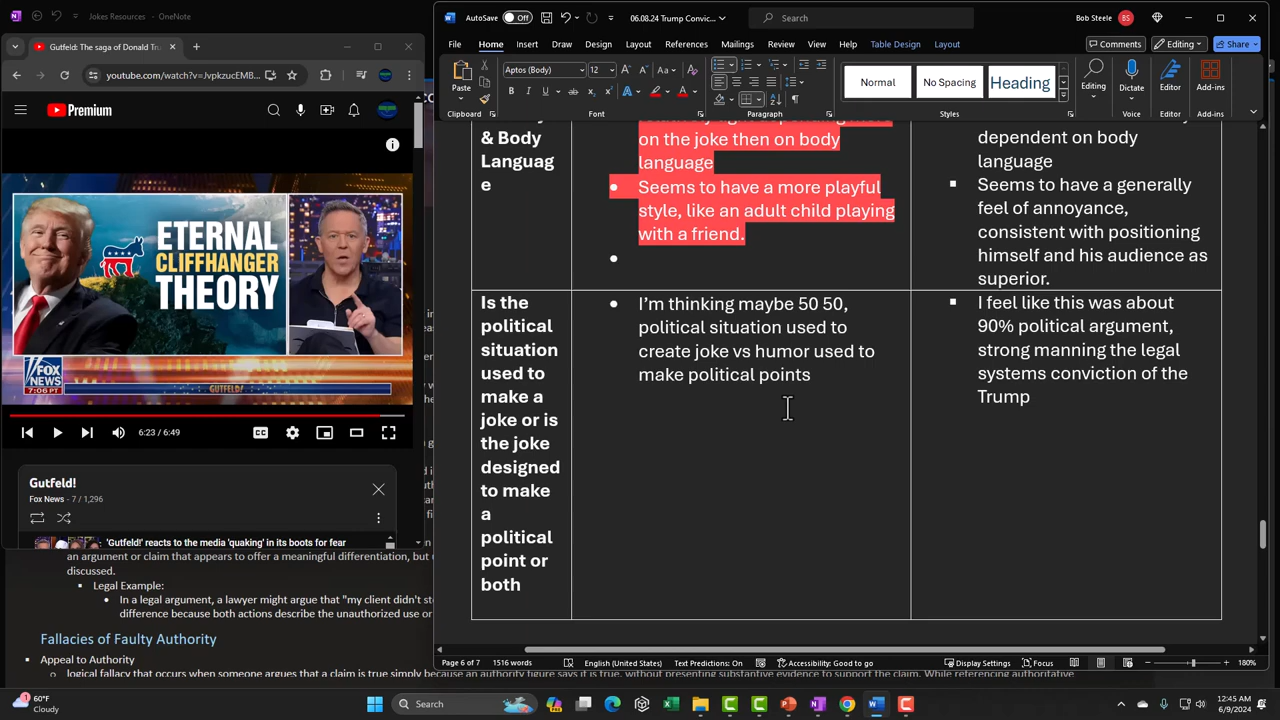 Jokes Resources - OneNote
Gutfeld: The saga of Donald Tru
youtube.com/watch?v=JvpkzucEMB...
Premium
ETERNAL
CLIFFHANGER
THEORY
FOX
NEWS
7:06 PT
GUTFELD!
6:23 / 6:49
Gutfeld!
Fox News - 7 / 1,296
'Gutfeld!' reacts to the media 'quaking' in its boots for fear
an argument or claim that appears to offer a meaningful differentiation, but
discussed.
Legal Example:
In a legal argument, a lawyer might argue that "my client didn't st
difference because both actions describe the unauthorized use or
Fallacies of Faulty Authority
Appeal to Authority
logical fallacy that occurs when someone argues that a claim is true simply because an authority figure says it is true, without presenting substantive evidence to support the claim. While referencing authoritative
AutoSave Off 06.08.24 Trump Convic... Search Bob Steele BS
File Home Insert Draw Design Layout References Mailings Review View Help Table Design Layout Comments Editing Share
Paste
Aptos (Body) 12
Normal No Spacing Heading
Editing Dictate Editor Add-ins
Clipboard Font Paragraph Styles Voice Editor Add-ins
& Body
Languag
e
on the joke then on body
language
• Seems to have a more playful
style, like an adult child playing
with a friend.
•
dependent on body
language
▪ Seems to have a generally
feel of annoyance,
consistent with positioning
himself and his audience as
superior.
Is the
political
situation
used to
make a
joke or is
the joke
designed
to make
a
political
point or
both
• I'm thinking maybe 50 50,
political situation used to
create joke vs humor used to
make political points
▪ I feel like this was about
90% political argument,
strong manning the legal
systems conviction of the
Trump
Page 6 of 7 1516 words English (United States) Text Predictions: On Accessibility: Good to go Display Settings Focus 180%
60°F
Cloudy
Search
12:45 AM
6/9/2024